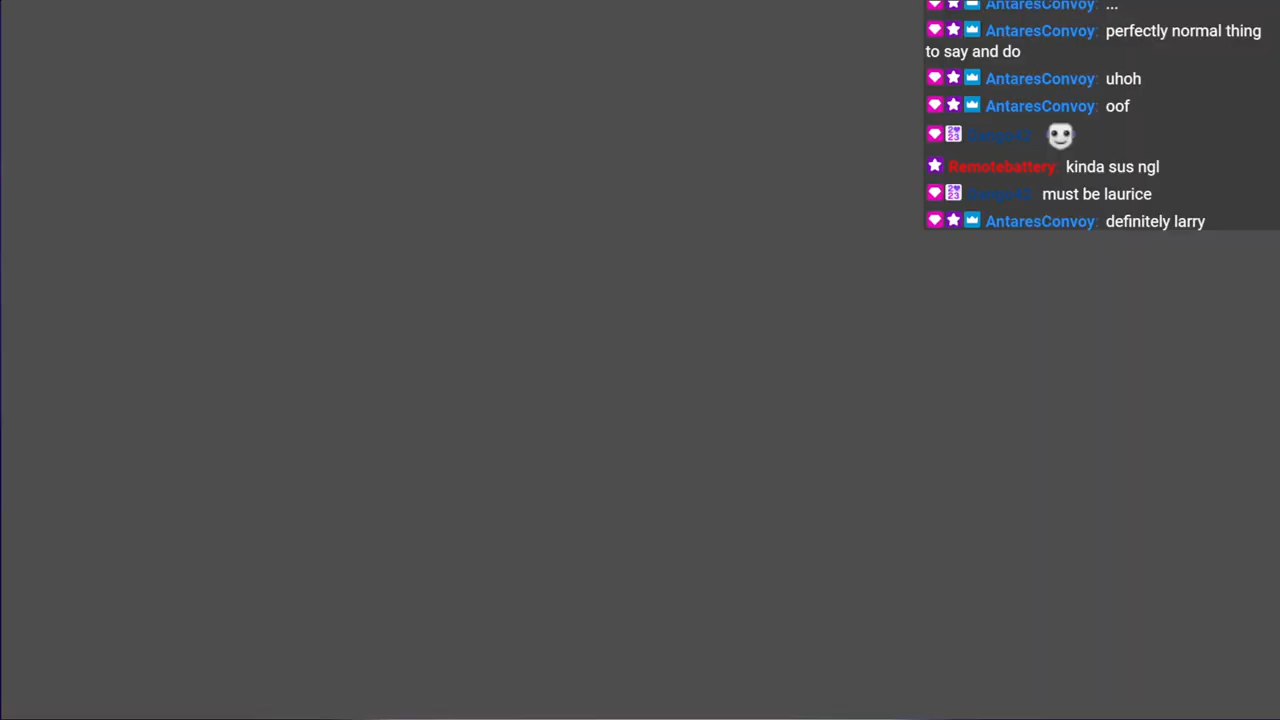 AntaresConvoy: ...
AntaresConvoy: perfectly normal thing
to say and do
AntaresConvoy: uhoh
AntaresConvoy: oof
AntaresConvoy: 
Remotebattery: kinda sus ngl
must be laurice
AntaresConvoy: definitely larry